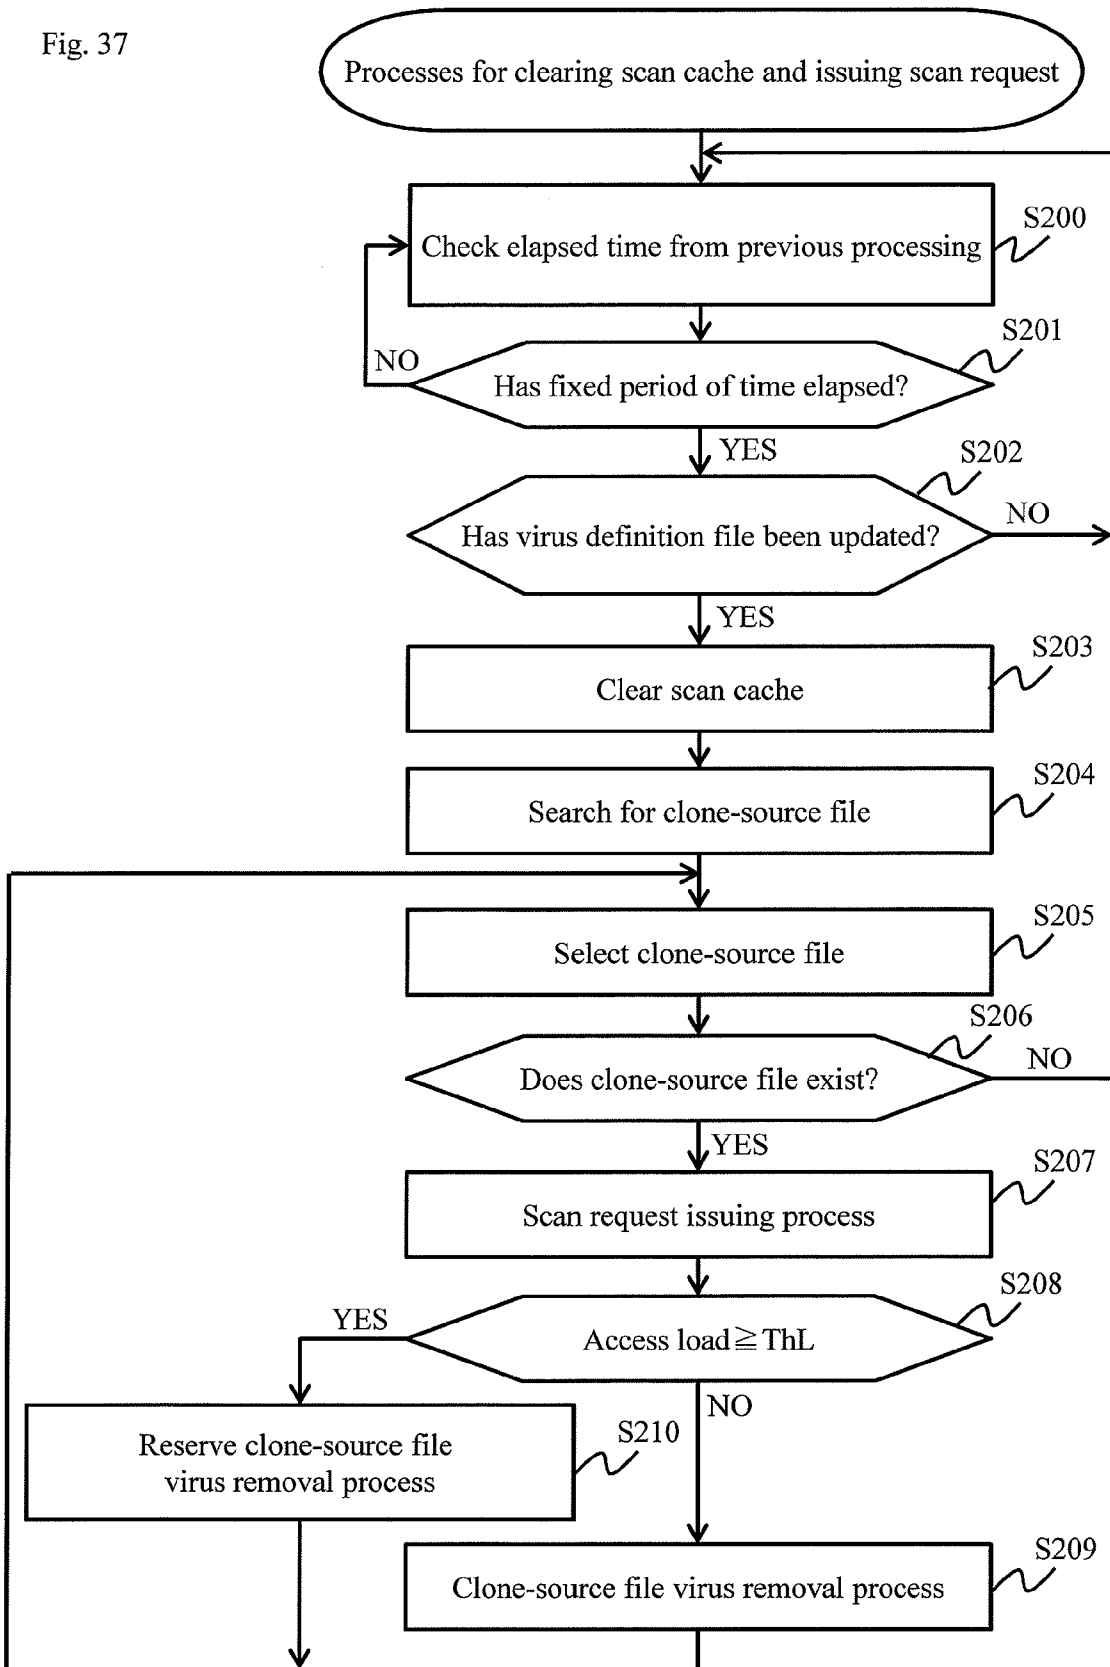 Fig. 37
Processes for clearing scan cache and issuing scan request
S200
Check elapsed time from previous processing
S201
NO
Has fixed period of time elapsed?
YES
S202
NO
Has virus definition file been updated?
YES
S203
Clear scan cache
S204
Search for clone-source file
S205
Select clone-source file
S206
NO
Does clone-source file exist?
YES
S207
Scan request issuing process
S208
YES
Access load≧ThL
NO
S210
Reserve clone-source file
virus removal process
S209
Clone-source file virus removal process